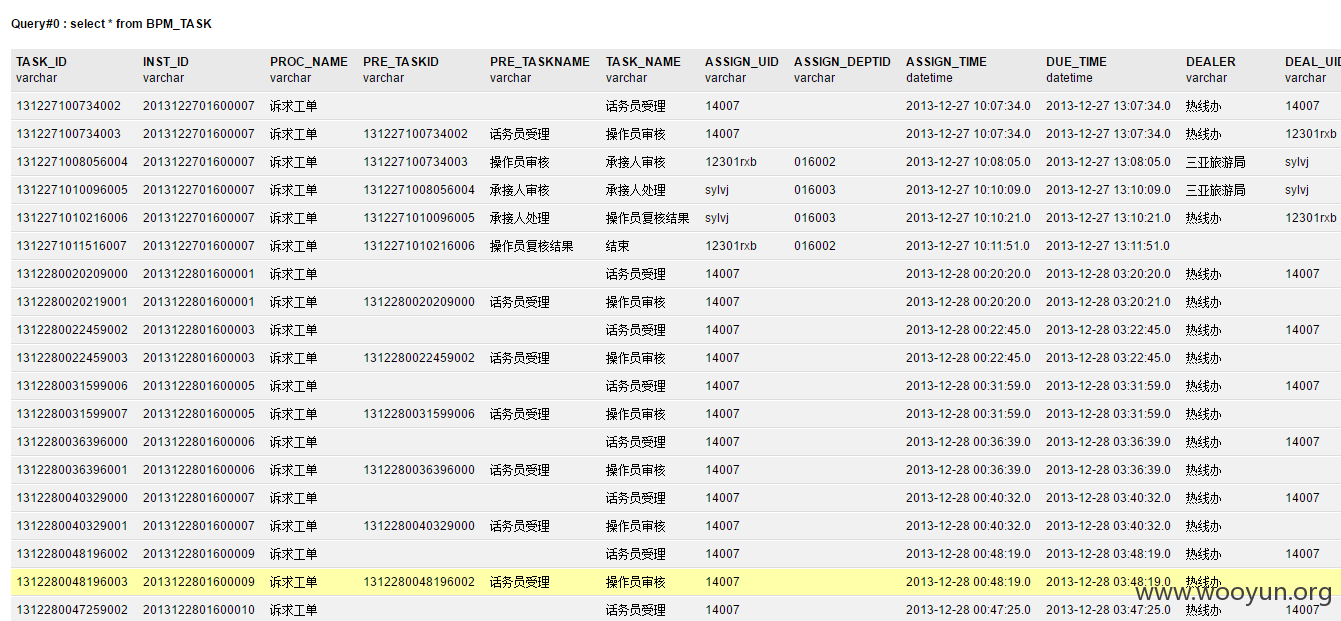 Query#0 : select * from BPM_TASK
TASK_ID INST_ID PROC_NAME PRE_TASKID PRE_TASKNAME TASK_NAME ASSIGN_UID ASSIGN_DEPTID ASSIGN_TIME DUE_TIME DEALER DEAL_UID
varchar varchar varchar varchar varchar varchar varchar varchar datetime datetime varchar varchar
131227100734002 2013122701600007 诉求工单 话务员受理 14007 2013-12-27 10:07:34.0 2013-12-27 13:07:34.0 热线办 14007
131227100734003 2013122701600007 诉求工单 131227100734002 话务员受理 操作员审核 14007 2013-12-27 10:07:34.0 2013-12-27 13:07:34.0 热线办 12301rxb
1312271008056004 2013122701600007 诉求工单 131227100734003 操作员审核 承接人审核 12301rxb 016002 2013-12-27 10:08:05.0 2013-12-27 13:08:05.0 三亚旅游局 sylvj
1312271010096005 2013122701600007 诉求工单 1312271008056004 承接人审核 承接人处理 sylvj 016003 2013-12-27 10:10:09.0 2013-12-27 13:10:09.0 三亚旅游局 sylvj
1312271010216006 2013122701600007 诉求工单 1312271010096005 承接人处理 操作员复核结果 sylvj 016003 2013-12-27 10:10:21.0 2013-12-27 13:10:21.0 热线办 12301rxb
1312271011516007 2013122701600007 诉求工单 1312271010216006 操作员复核结果 结束 12301rxb 016002 2013-12-27 10:11:51.0 2013-12-27 13:11:51.0
1312280020209000 2013122801600001 诉求工单 话务员受理 14007 2013-12-28 00:20:20.0 2013-12-28 03:20:20.0 热线办 14007
1312280020219001 2013122801600001 诉求工单 1312280020209000 话务员受理 操作员审核 14007 2013-12-28 00:20:20.0 2013-12-28 03:20:21.0 热线办
1312280022459002 2013122801600003 诉求工单 话务员受理 14007 2013-12-28 00:22:45.0 2013-12-28 03:22:45.0 热线办 14007
1312280022459003 2013122801600003 诉求工单 1312280022459002 话务员受理 操作员审核 14007 2013-12-28 00:22:45.0 2013-12-28 03:22:45.0 热线办
1312280031599006 2013122801600005 诉求工单 话务员受理 14007 2013-12-28 00:31:59.0 2013-12-28 03:31:59.0 热线办 14007
1312280031599007 2013122801600005 诉求工单 1312280031599006 话务员受理 操作员审核 14007 2013-12-28 00:31:59.0 2013-12-28 03:31:59.0 热线办
1312280036396000 2013122801600006 诉求工单 话务员受理 14007 2013-12-28 00:36:39.0 2013-12-28 03:36:39.0 热线办 14007
1312280036396001 2013122801600006 诉求工单 1312280036396000 话务员受理 操作员审核 14007 2013-12-28 00:36:39.0 2013-12-28 03:36:39.0 热线办
1312280040329000 2013122801600007 诉求工单 话务员受理 14007 2013-12-28 00:40:32.0 2013-12-28 03:40:32.0 热线办 14007
1312280040329001 2013122801600007 诉求工单 1312280040329000 话务员受理 操作员审核 14007 2013-12-28 00:40:32.0 2013-12-28 03:40:32.0 热线办
1312280048196002 2013122801600009 诉求工单 话务员受理 14007 2013-12-28 00:48:19.0 2013-12-28 03:48:19.0 热线办 14007
1312280048196003 2013122801600009 诉求工单 1312280048196002 话务员受理 操作员审核 14007 2013-12-28 00:48:19.0 2013-12-28 03:48:19.0 热线办
1312280047259002 2013122801600010 诉求工单 话务员受理 14007 2013-12-28 00:47:25.0 2013-12-28 03:47:25.0 热线办 14007
www.wooyun.org